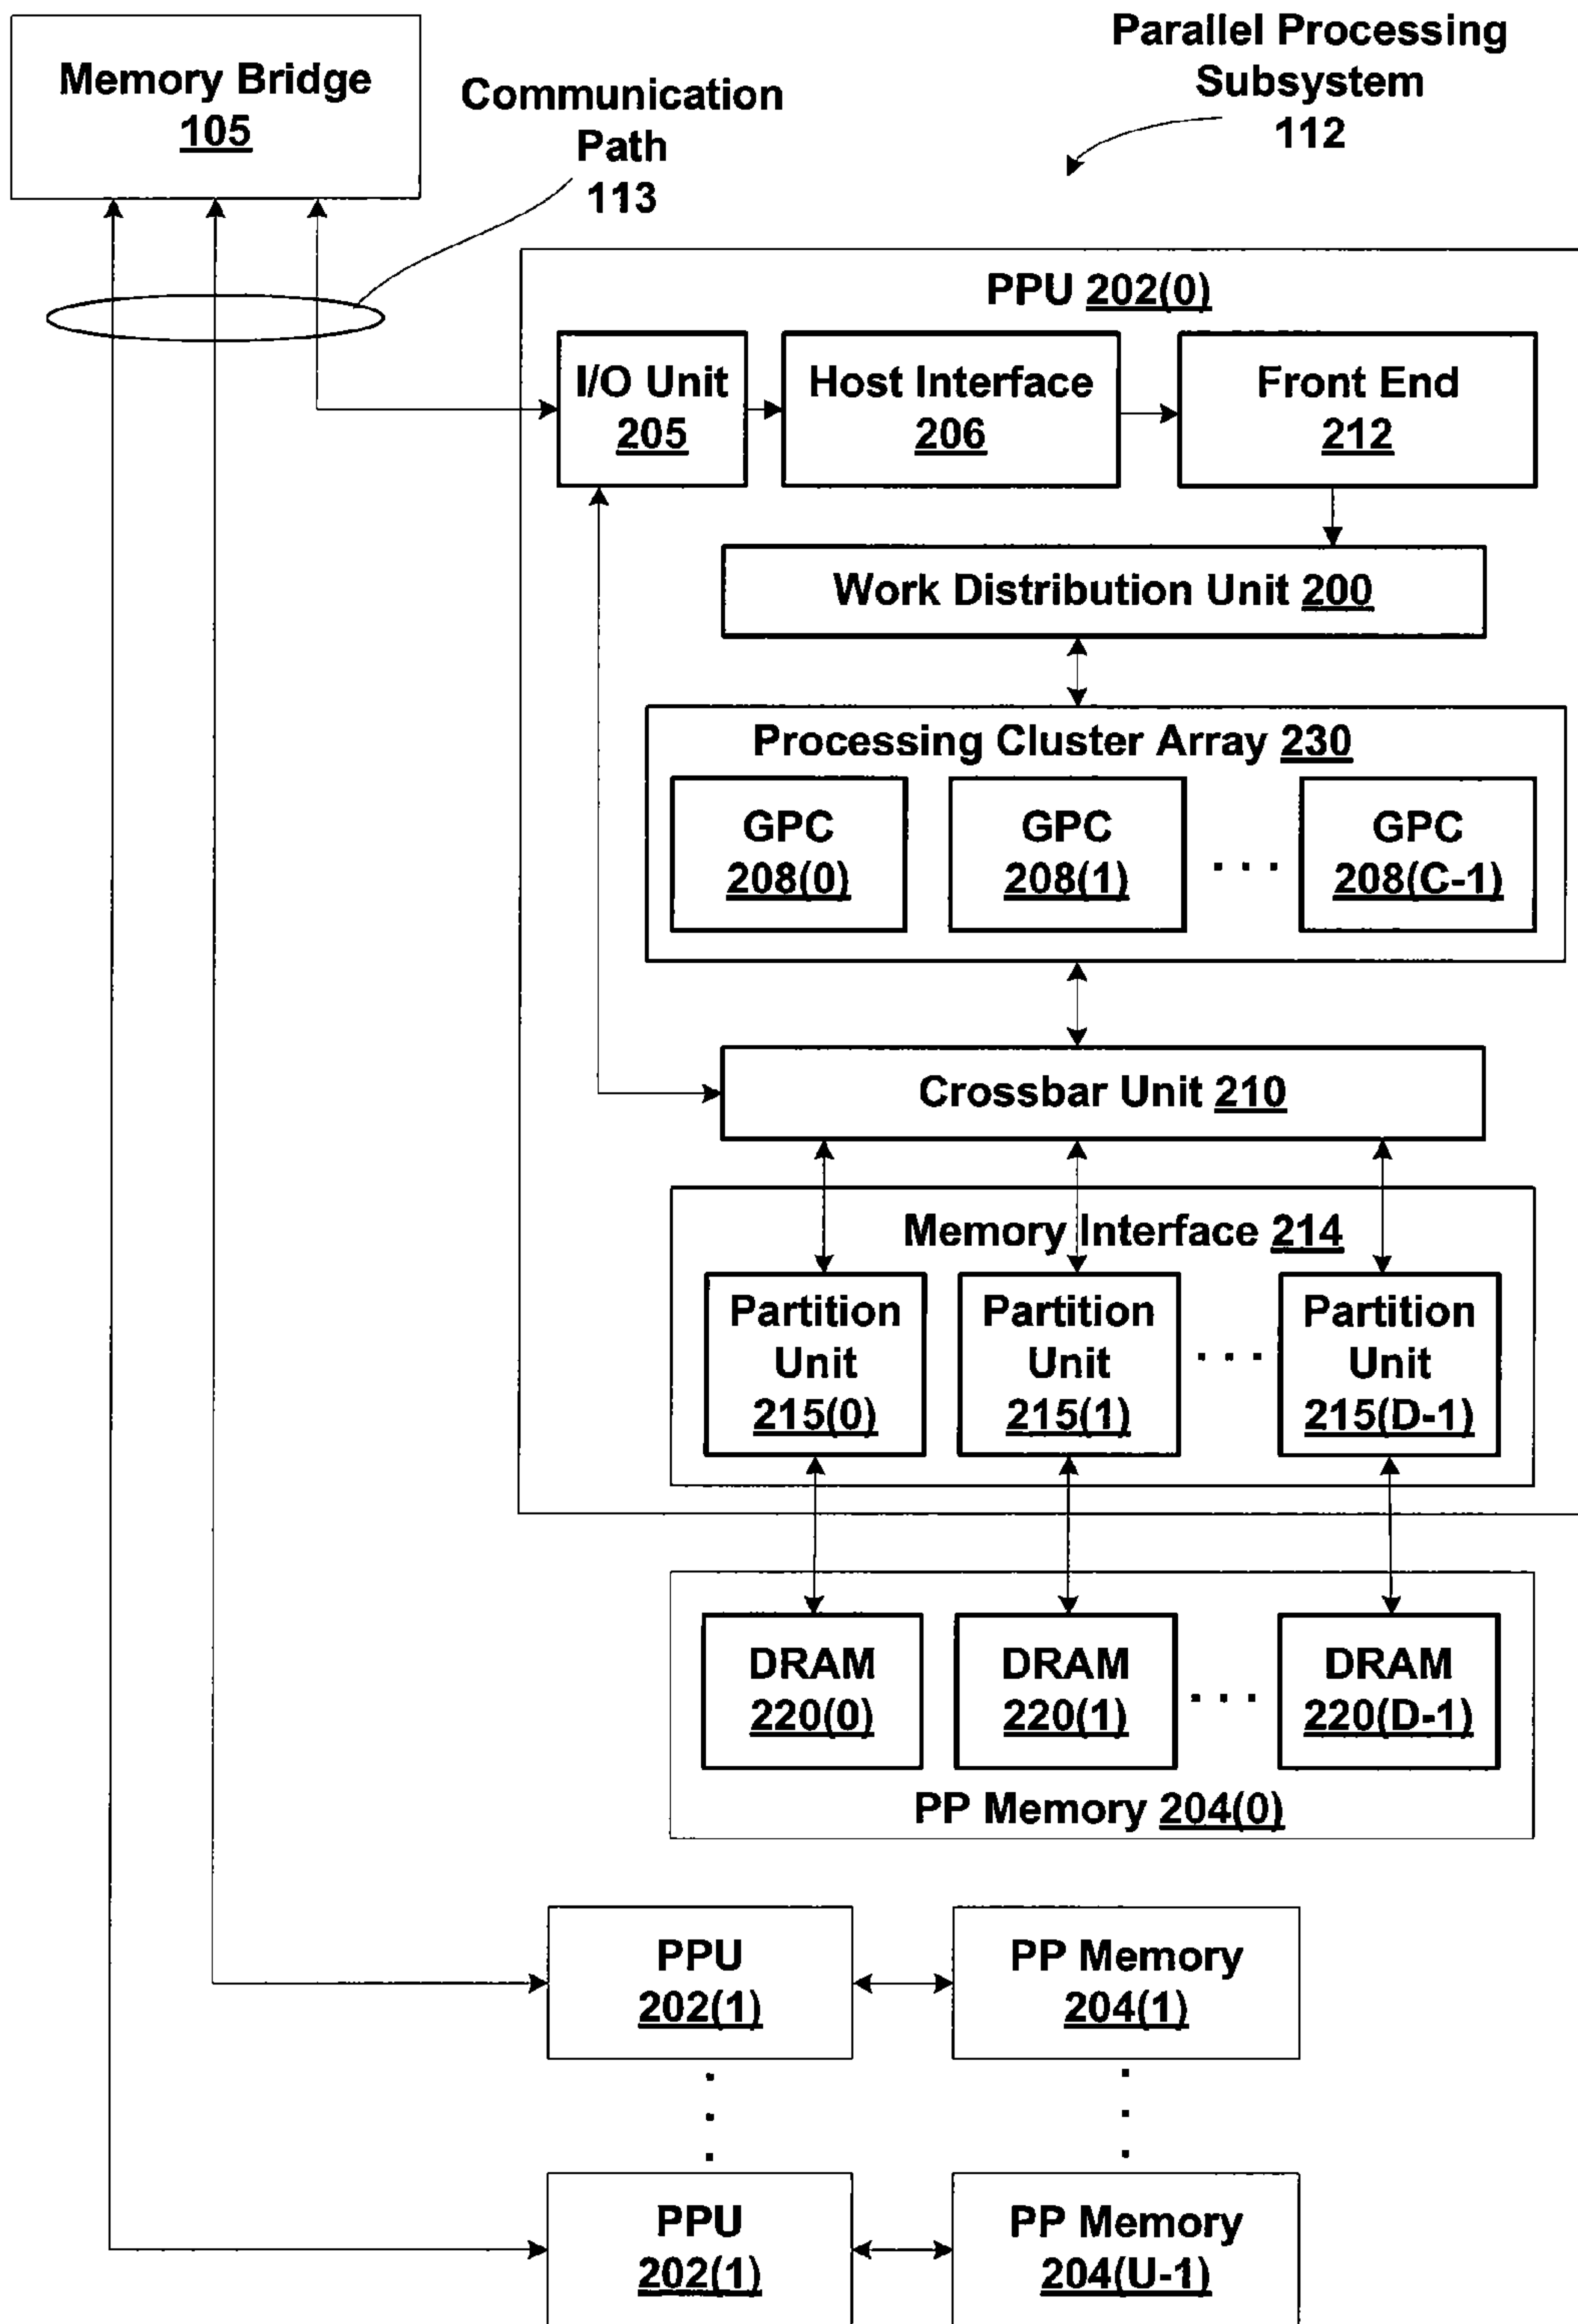 Memory Bridge
105
Communication
Path
113
Parallel Processing
Subsystem
112
PPU 202(0)
I/O Unit
205
Host Interface
206
Front End
212
Work Distribution Unit 200
Processing Cluster Array 230
GPC
208(0)
GPC
208(1)
. . .
GPC
208(C-1)
Crossbar Unit 210
Memory Interface 214
Partition
Unit
215(0)
Partition
Unit
215(1)
. . .
Partition
Unit
215(D-1)
DRAM
220(0)
DRAM
220(1)
. . .
DRAM
220(D-1)
PP Memory 204(0)
PPU
202(1)
PP Memory
204(1)
PPU
202(1)
PP Memory
204(U-1)